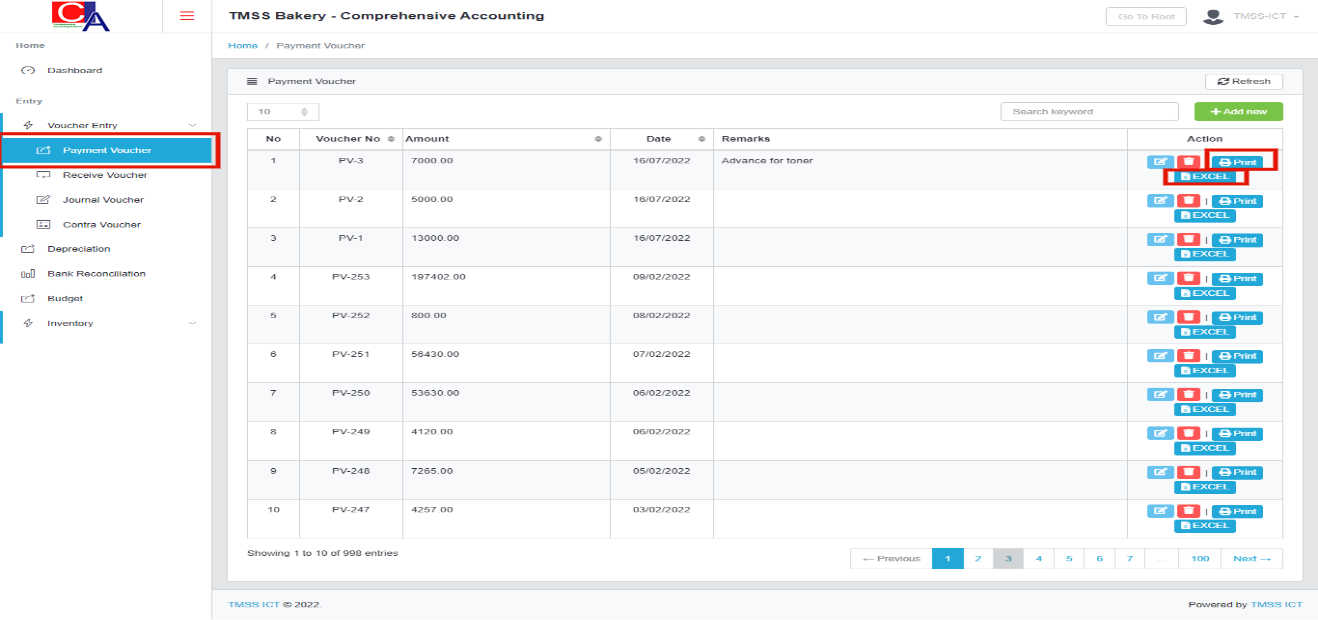 CA
TMSS Bakery - Comprehensive Accounting
Go To Root
TMSS-ICT
Home
Dashboard
Entry
Voucher Entry
Payment Voucher
Receive Voucher
Journal Voucher
Contra Voucher
Depreciation
Bank Reconciliation
Budget
Inventory
Home / Payment Voucher
Payment Voucher
Refresh
10
Search keyword
+ Add new
No Voucher No Amount Date Remarks Action
1 PV-3 7000.00 16/07/2022 Advance for toner | Print
EXCEL
2 PV-2 5000.00 16/07/2022 | Print
EXCEL
3 PV-1 13000.00 16/07/2022 | Print
EXCEL
4 PV-253 197402.00 09/02/2022 | Print
EXCEL
5 PV-252 800.00 08/02/2022 | Print
EXCEL
6 PV-251 56430.00 07/02/2022 | Print
EXCEL
7 PV-250 53630.00 06/02/2022 | Print
EXCEL
8 PV-249 4120.00 06/02/2022 | Print
EXCEL
9 PV-248 7265.00 05/02/2022 | Print
EXCEL
10 PV-247 4257.00 03/02/2022 | Print
EXCEL
Showing 1 to 10 of 998 entries
← Previous 1 2 3 4 5 6 7 ... 100 Next →
TMSS ICT © 2022.
Powered by TMSS ICT